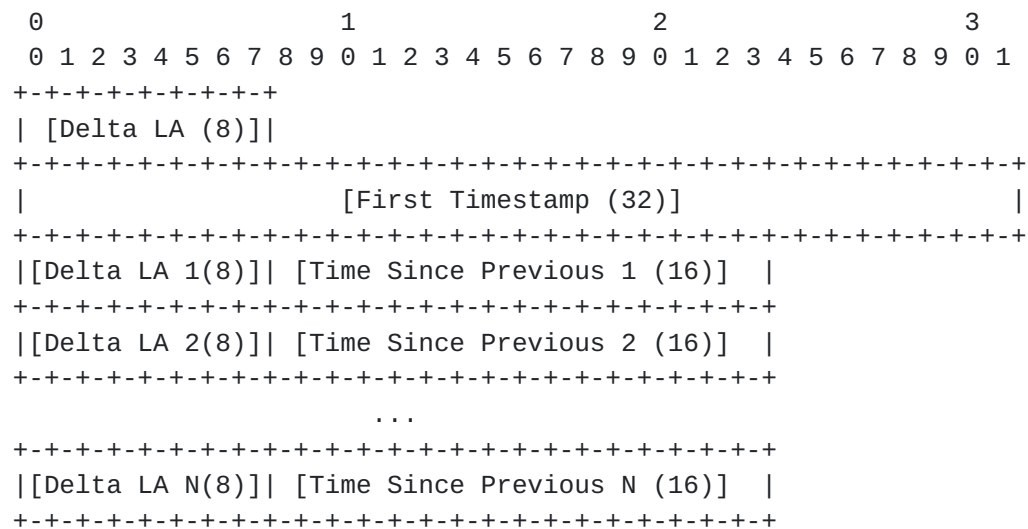 0                   1                   2                   3
 0 1 2 3 4 5 6 7 8 9 0 1 2 3 4 5 6 7 8 9 0 1 2 3 4 5 6 7 8 9 0 1
+-+-+-+-+-+-+-+-+
| [Delta LA (8)]|
+-+-+-+-+-+-+-+-+-+-+-+-+-+-+-+-+-+-+-+-+-+-+-+-+-+-+-+-+-+-+-+-+
|                    [First Timestamp (32)]                     |
+-+-+-+-+-+-+-+-+-+-+-+-+-+-+-+-+-+-+-+-+-+-+-+-+-+-+-+-+-+-+-+-+
|[Delta LA 1(8)]| [Time Since Previous 1 (16)]  |
+-+-+-+-+-+-+-+-+-+-+-+-+-+-+-+-+-+-+-+-+-+-+-+-+
|[Delta LA 2(8)]| [Time Since Previous 2 (16)]  |
+-+-+-+-+-+-+-+-+-+-+-+-+-+-+-+-+-+-+-+-+-+-+-+-+
                      ...
+-+-+-+-+-+-+-+-+-+-+-+-+-+-+-+-+-+-+-+-+-+-+-+-+
|[Delta LA N(8)]| [Time Since Previous N (16)]  |
+-+-+-+-+-+-+-+-+-+-+-+-+-+-+-+-+-+-+-+-+-+-+-+-+